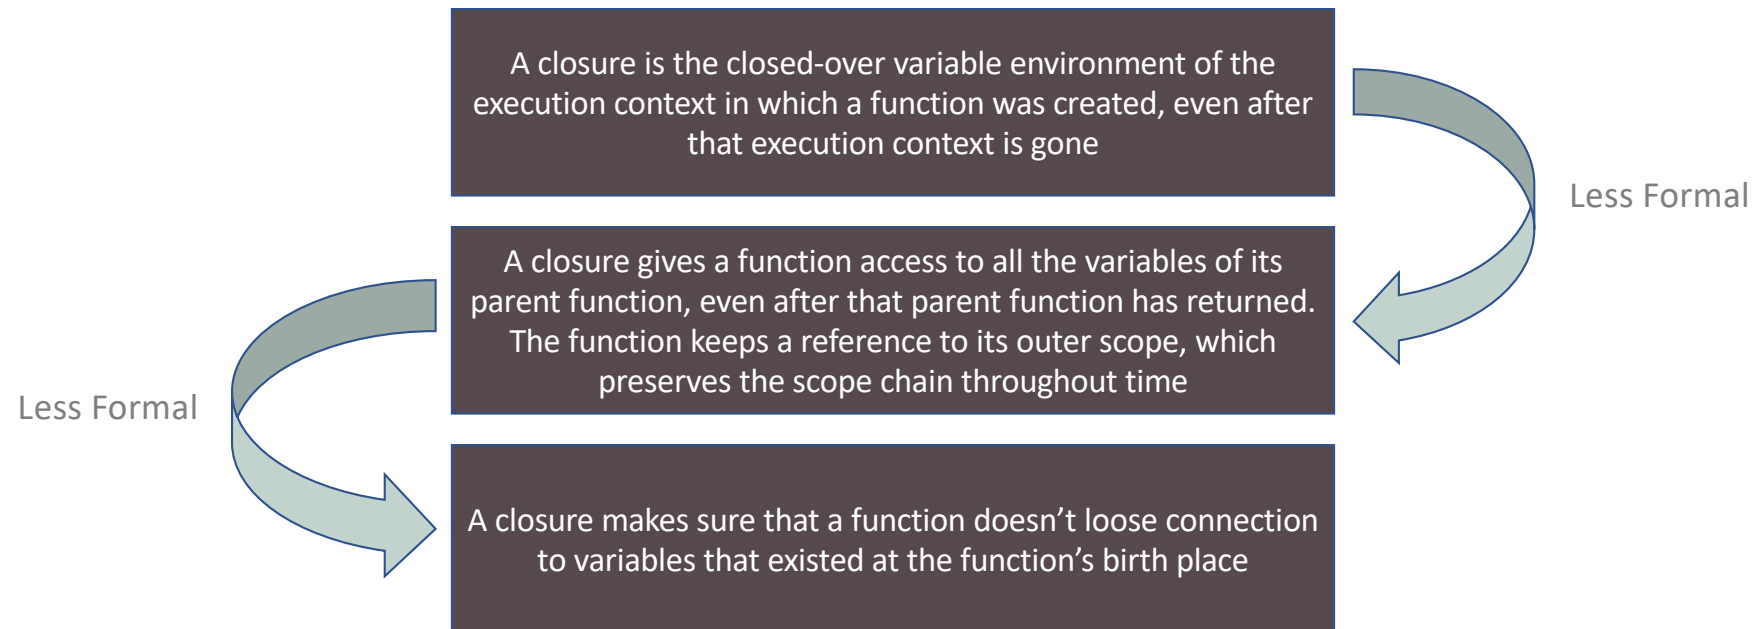 A closure is the closed-over variable environment of the
execution context in which a function was created, even after
that execution context is gone
Less Formal
A closure gives a function access to all the variables of its
parent function, even after that parent function has returned.
The function keeps a reference to its outer scope, which
preserves the scope chain throughout time
Less Formal
A closure makes sure that a function doesn’t loose connection
to variables that existed at the function’s birth place